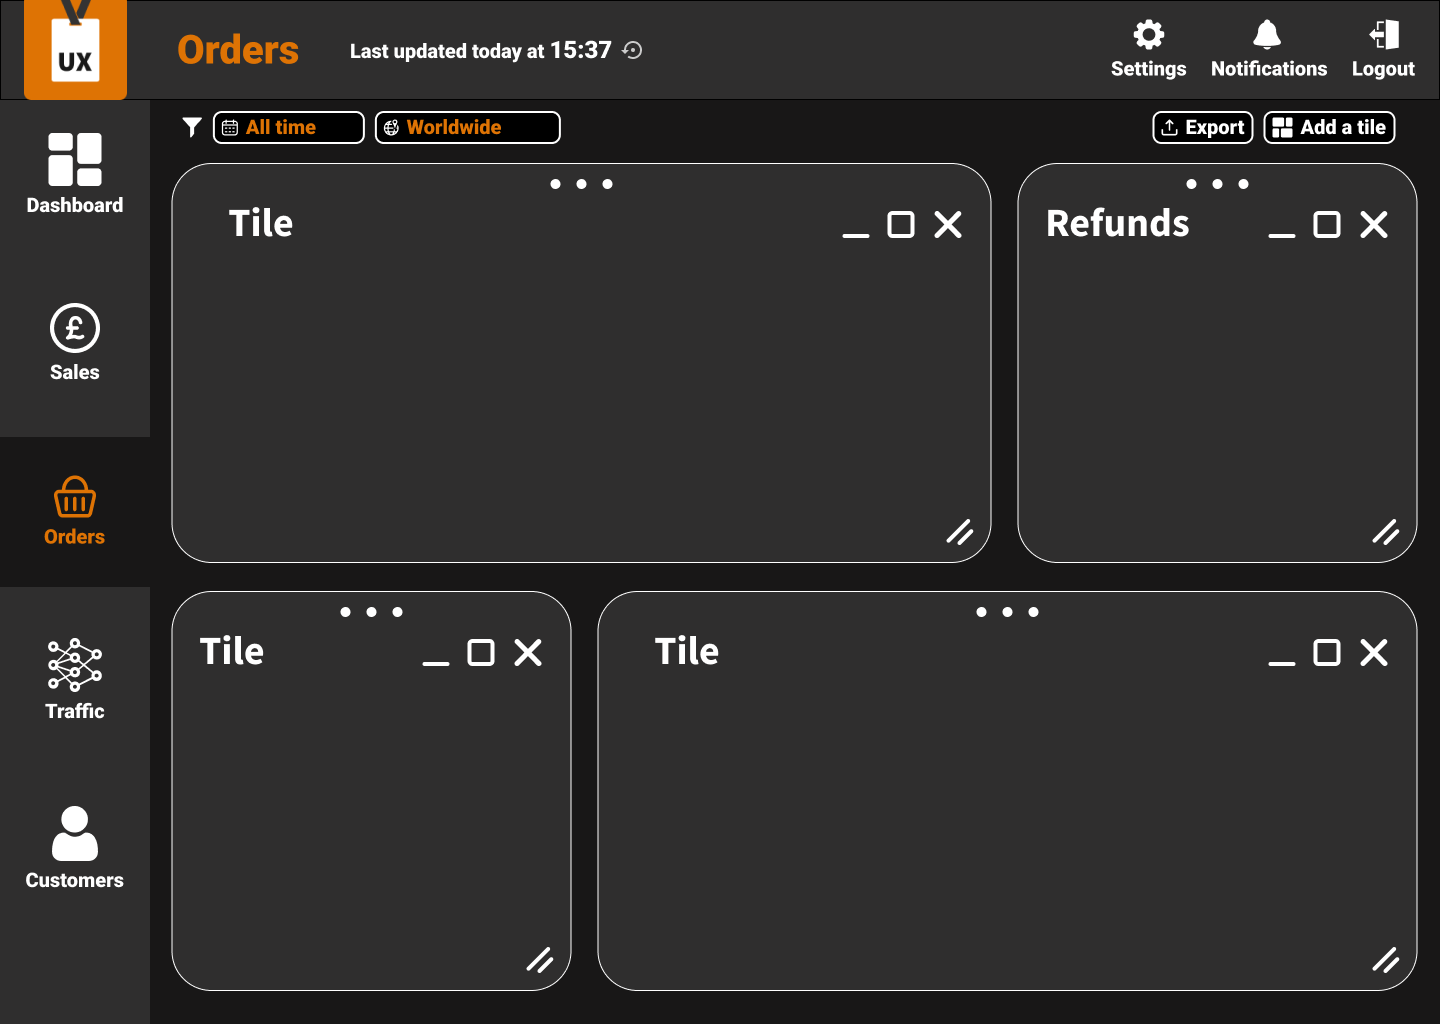 UX
Orders
Last updated today at 15:37
Settings
Notifications
Logout
All time
Worldwide
Export
Add a tile
Dashboard
Sales
Orders
Traffic
Customers
Tile
Refunds
Tile
Tile